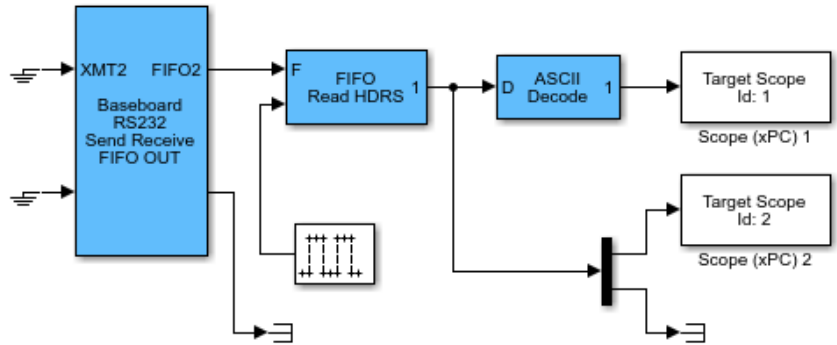 XMT2 FIFO2
Baseboard
RS232
Send Receive
FIFO OUT
F
FIFO
Read HDRS
1
D
ASCII
Decode
1
Target Scope
Id: 1
Scope (xPC) 1
Target Scope
Id: 2
Scope (xPC) 2